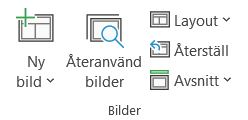 Ny
bild
Återanvänd
bilder
Layout
Återställ
Avsnitt
Bilder